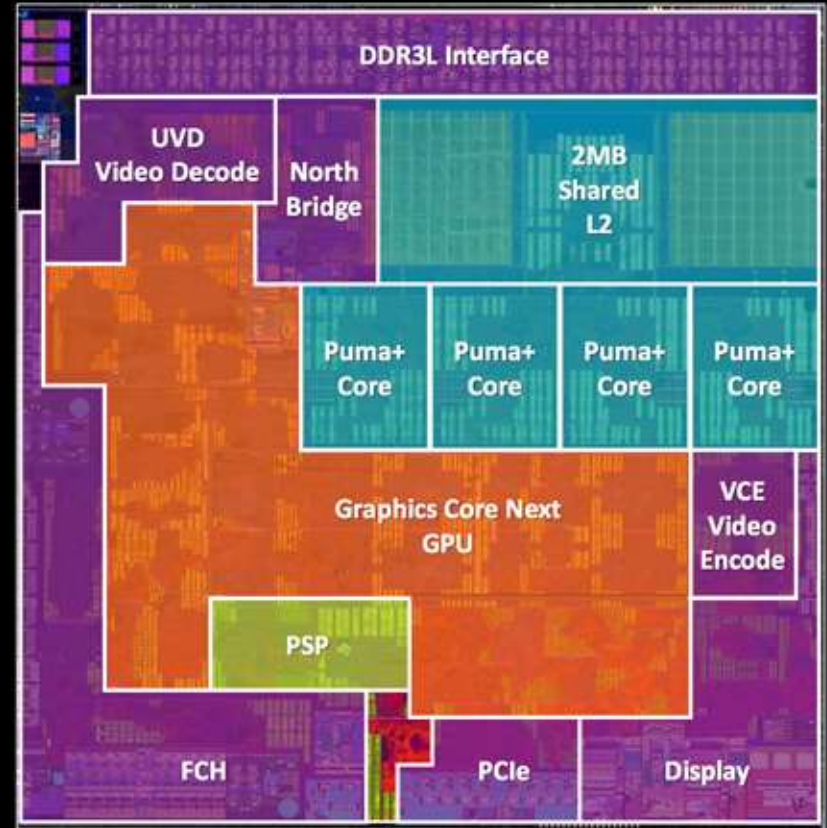 DDR3L Interface
UVD
Video Decode
North
Bridge
2MB
Shared
L2
Puma+
Core
Puma+
Core
Puma+
Core
Puma+
Core
Graphics Core Next
GPU
VCE
Video
Encode
PSP
FCH
PCIe
Display